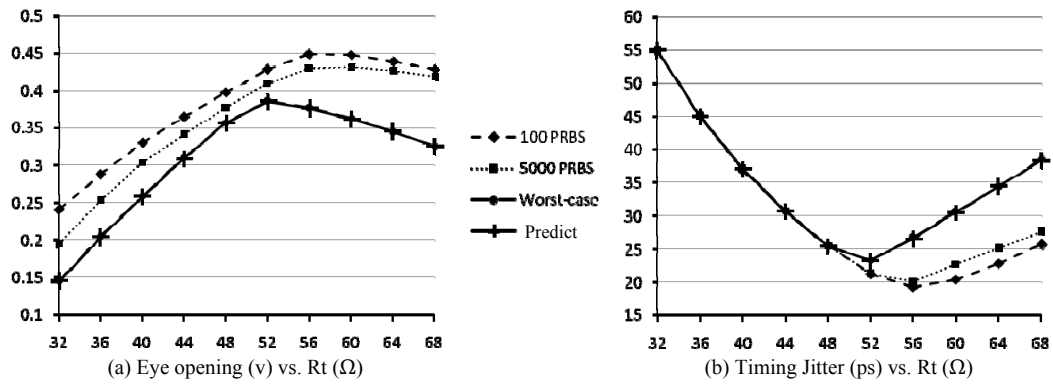 0.5
0.45
0.4
0.35
0.3
0.25
0.2
0.15
0.1
32 36 40 44 48 52 56 60 64 68
(a) Eye opening (v) vs. Rt (Ω)
100 PRBS
5000 PRBS
Worst-case
Predict
60
55
50
45
40
35
30
25
20
15
32 36 40 44 48 52 56 60 64 68
(b) Timing Jitter (ps) vs. Rt (Ω)